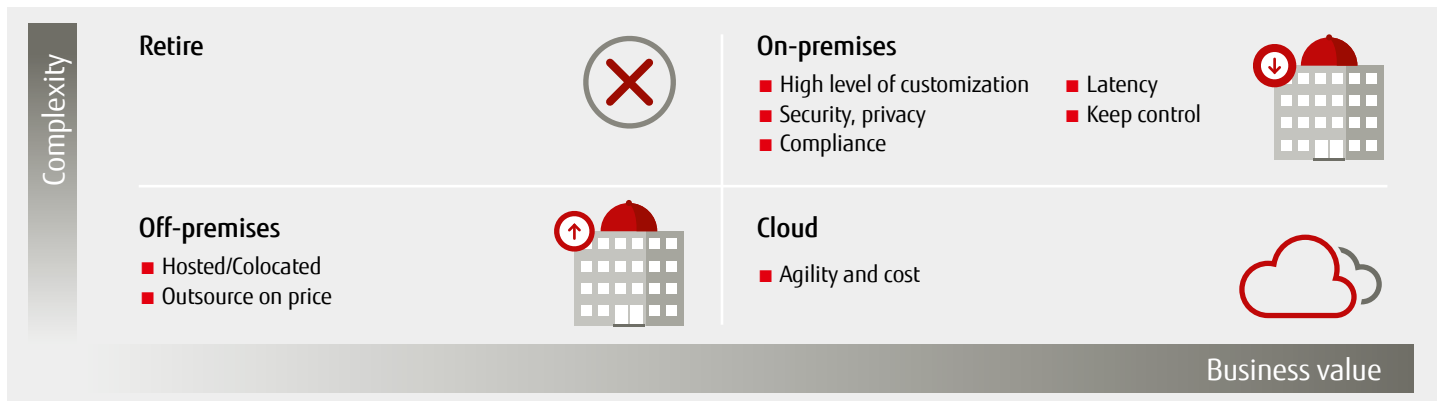 Complexity
Retire
On-premises
■ High level of customization
■ Security, privacy
■ Compliance
■ Latency
■ Keep control
Off-premises
■ Hosted/Colocated
■ Outsource on price
Cloud
■ Agility and cost
Business value